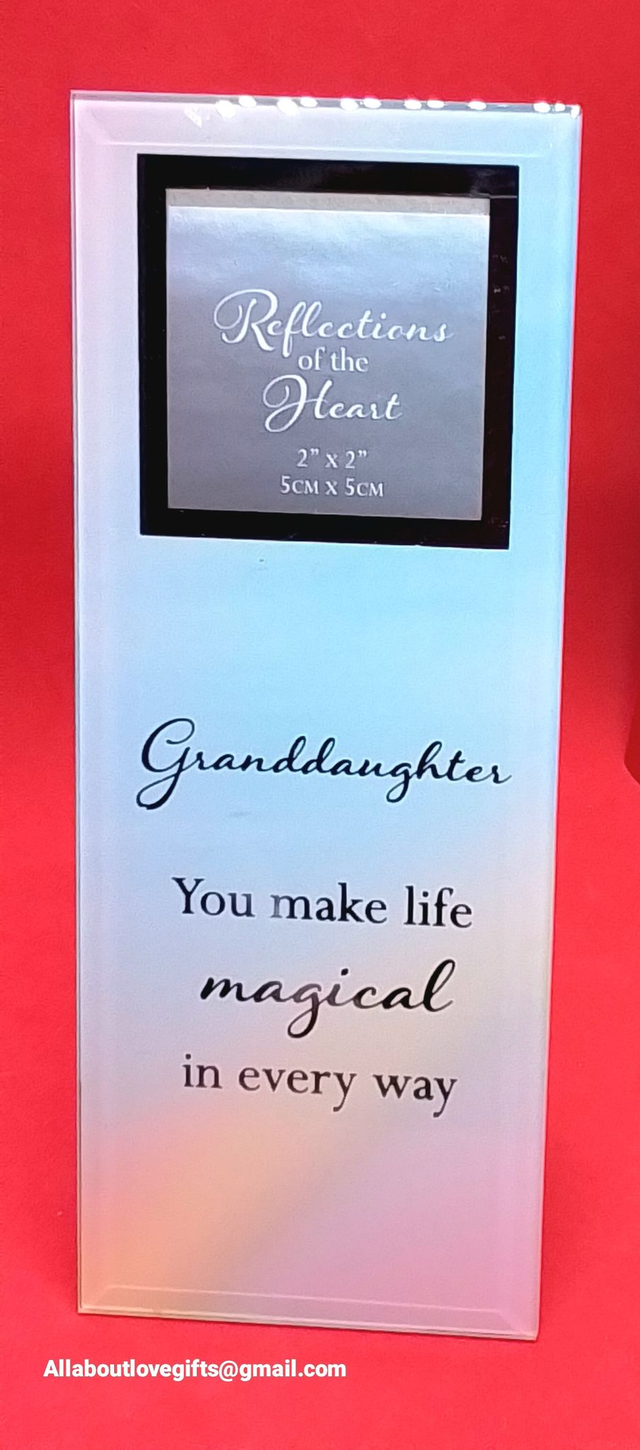 Reflections
of the
Heart
2” x 2”
5CM X 5CM
Granddaughter
You make life
magical
in every way
Allaboutlovegifts@gmail.com